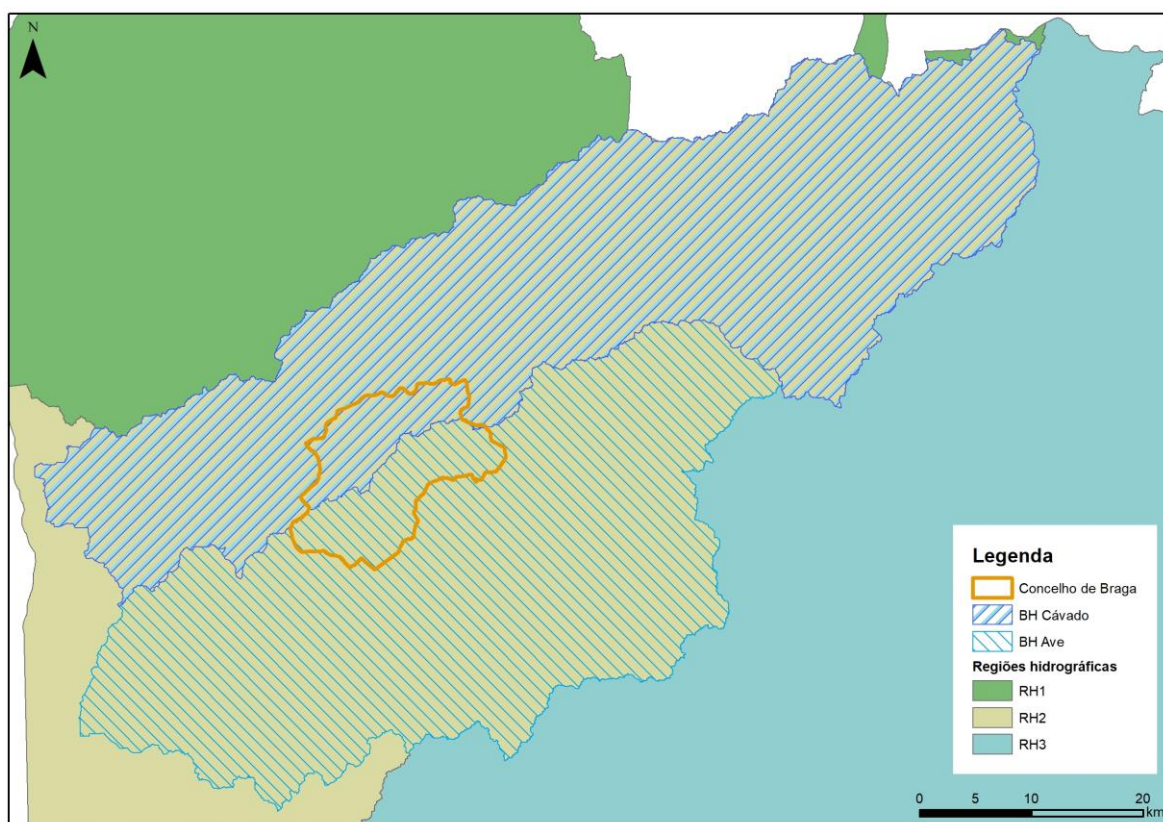 N
Legenda
Concelho de Braga
BH Cávado
BH Ave
Regiões hidrográficas
RH1
RH2
RH3
0 5 10 20
km